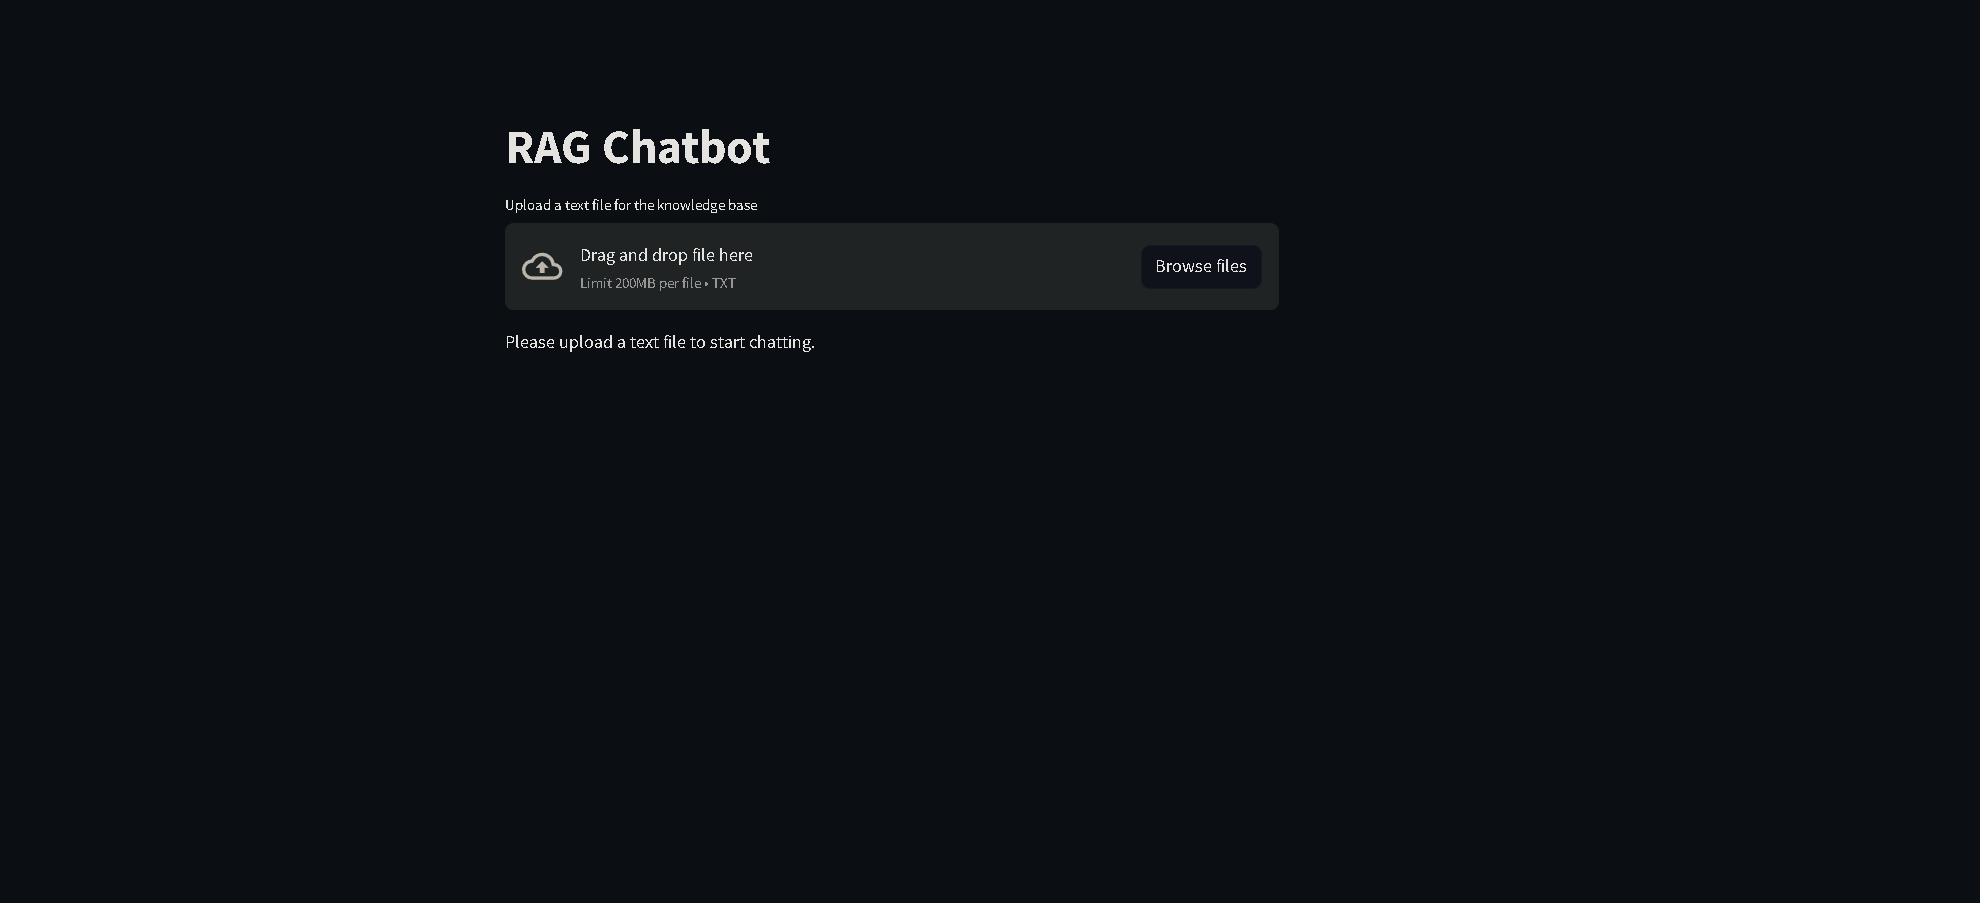 RAG Chatbot
Upload a text file for the knowledge base
Drag and drop file here
Limit 200MB per file • TXT
Browse files
Please upload a text file to start chatting.